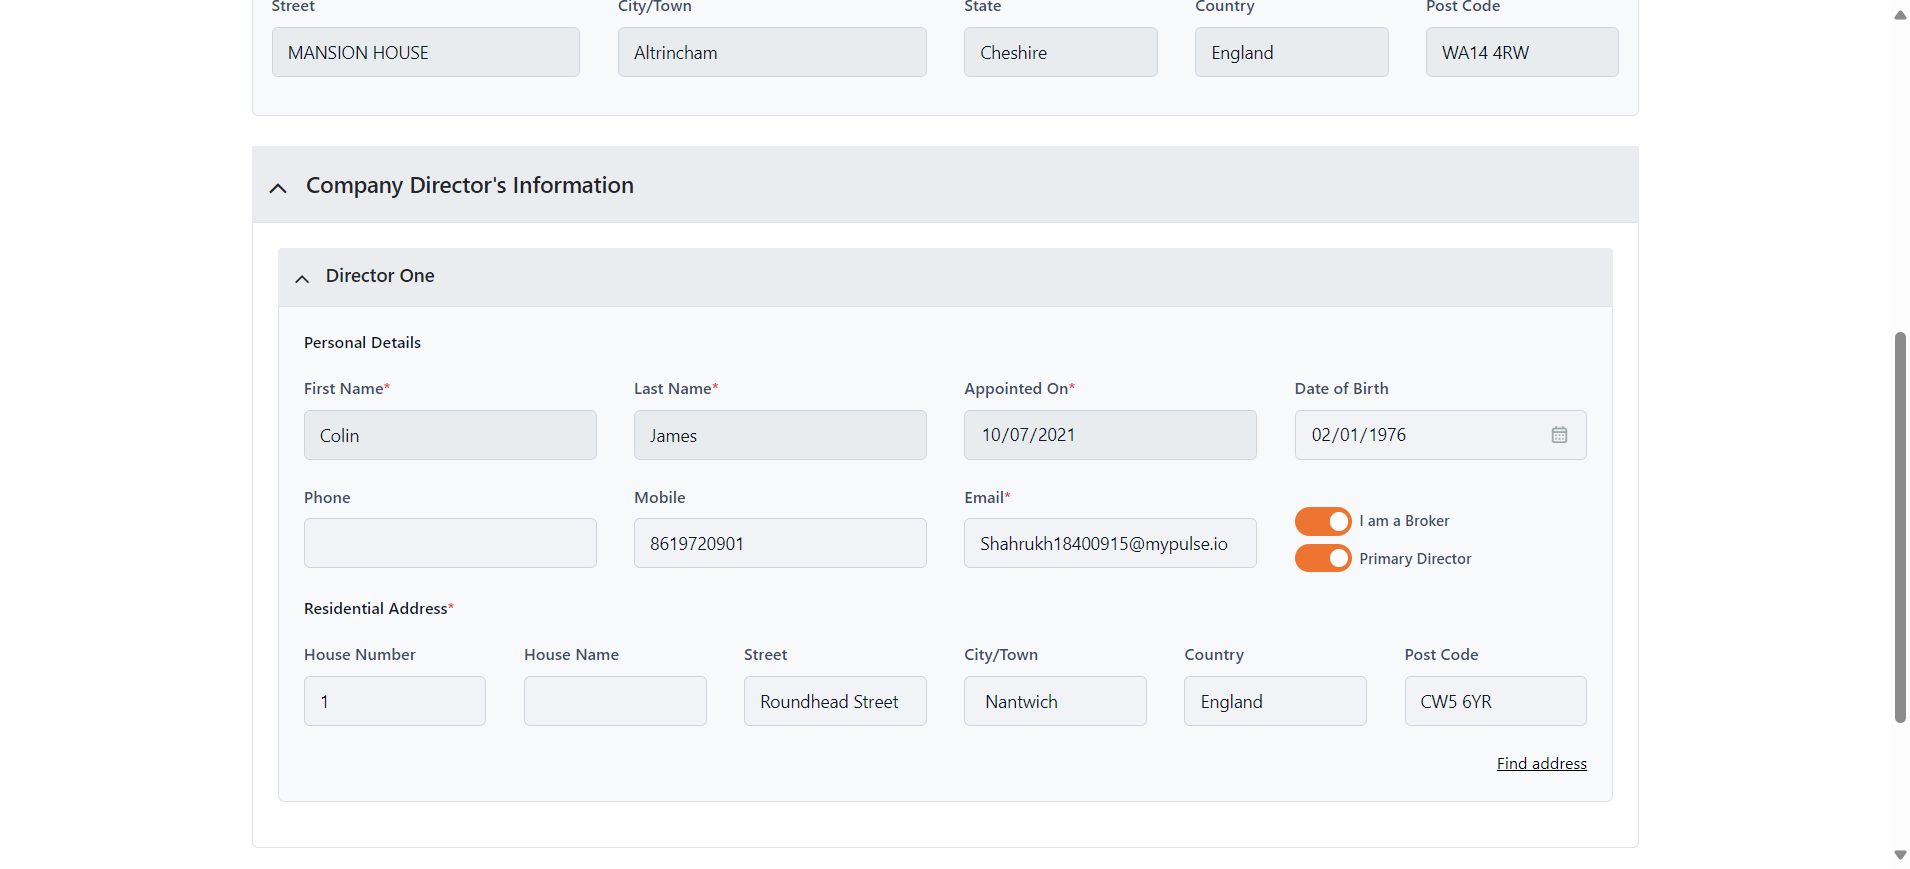 Street City/Town State Country Post Code
MANSION HOUSE Altrincham Cheshire England WA14 4RW
Company Director's Information
Director One
Personal Details
First Name* Last Name* Appointed On* Date of Birth
Colin James 10/07/2021 02/01/1976
Phone Mobile Email*
I am a Broker
8619720901 Shahrukh18400915@mypulse.io
Primary Director
Residential Address*
House Number House Name Street City/Town Country Post Code
1 Roundhead Street Nantwich England CW5 6YR
Find address